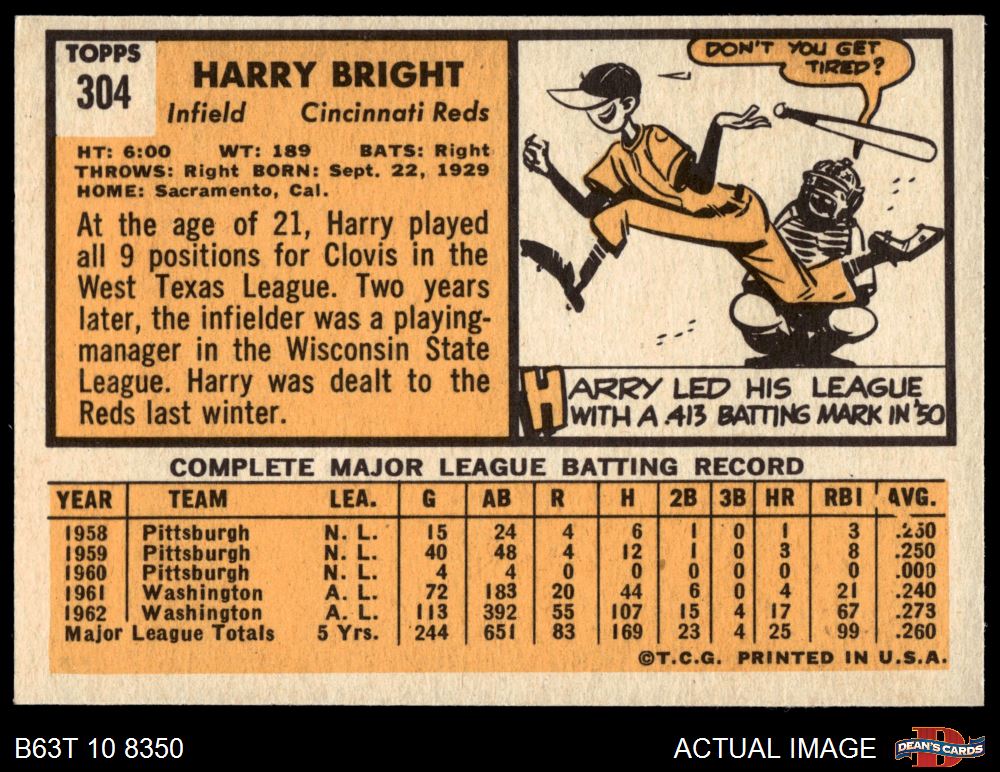 TOPPS
304
HARRY BRIGHT
Infield Cincinnati Reds
HT: 6:00 WT: 189 BATS: Right
THROWS: Right BORN: Sept. 22, 1929
HOME: Sacramento, Cal.
At the age of 21, Harry played
all 9 positions for Clovis in the
West Texas League. Two years
later, the infielder was a playing-
manager in the Wisconsin State
League. Harry was dealt to the
Reds last winter.
DON'T YOU GET
TIRED?
HARRY LED HIS LEAGUE
WITH A .413 BATTING MARK IN '50
COMPLETE MAJOR LEAGUE BATTING RECORD
YEAR TEAM LEA. G AB R H 2B 3B HR RBI AVG.
1958 Pittsburgh N. L. 15 24 4 6 1 0 1 3 .250
1959 Pittsburgh N. L. 40 48 4 12 1 0 3 8 .250
1960 Pittsburgh N. L. 4 4 0 0 0 0 0 0 .000
1961 Washington A. L. 72 183 20 44 6 0 4 21 .240
1962 Washington A. L. 113 392 55 107 15 4 17 67 .273
Major League Totals 5 Yrs. 244 651 83 169 23 4 25 99 .260
©T.C.G. PRINTED IN U.S.A.
B63T 10 8350
ACTUAL IMAGE
DEAN'S CARDS